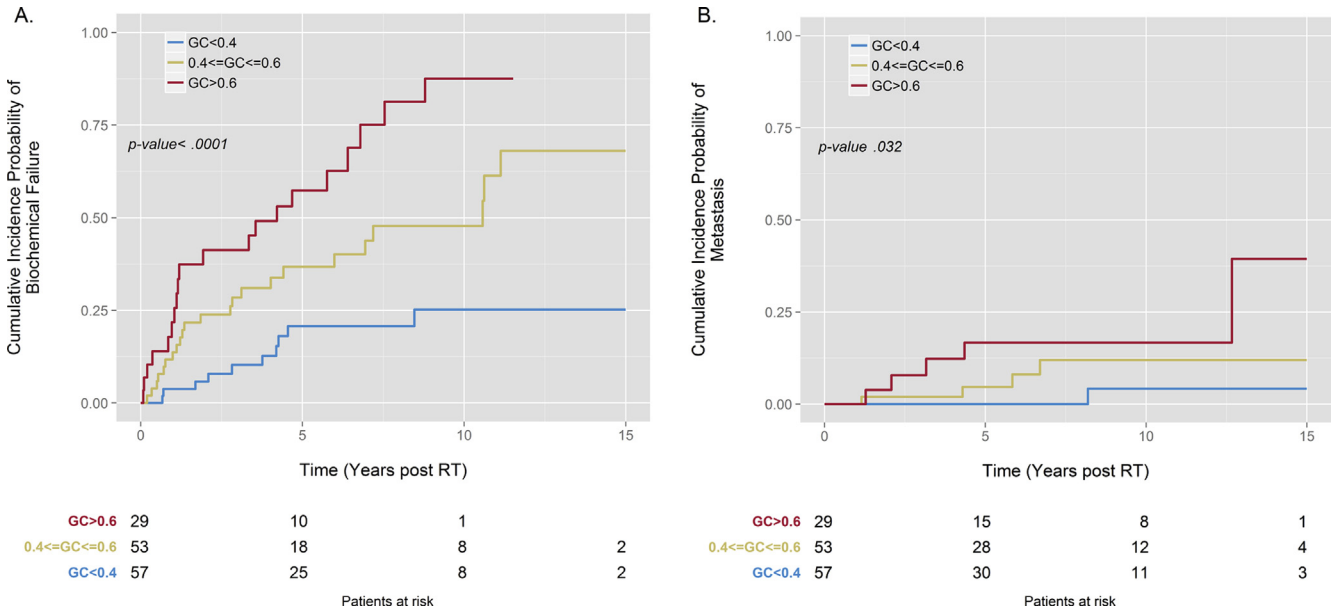 A.
Cumulative Incidence Probability of
Biochemical Failure
1.00
0.75
0.50
0.25
0.00
GC<0.4
0.4<=GC<=0.6
GC>0.6
p-value< .0001
0 5 10 15
Time (Years post RT)
GC>0.6 29 10 1
0.4<=GC<=0.6 53 18 8 2
GC<0.4 57 25 8 2
Patients at risk
B.
Cumulative Incidence Probability of
Metastasis
1.00
0.75
0.50
0.25
0.00
GC<0.4
0.4<=GC<=0.6
GC>0.6
p-value .032
0 5 10 15
Time (Years post RT)
GC>0.6 29 15 8 1
0.4<=GC<=0.6 53 28 12 4
GC<0.4 57 30 11 3
Patients at risk